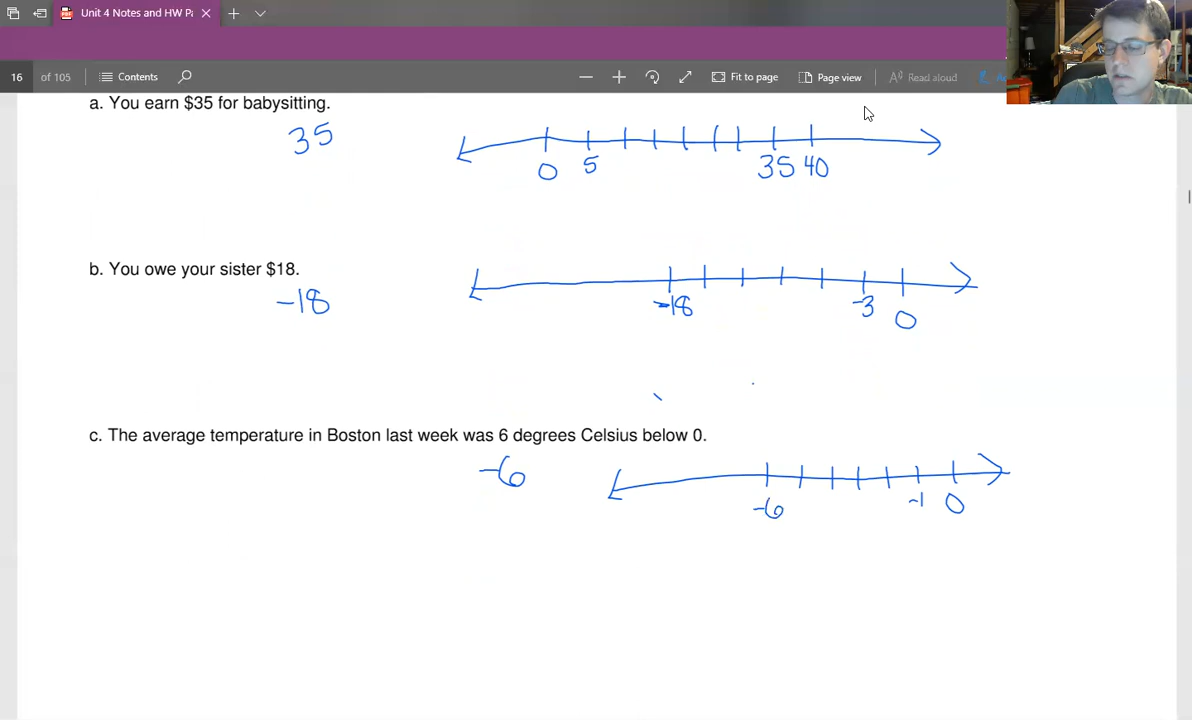 Unit 4 Notes and HW Pa
16 of 105 Contents Fit to page Page view Read aloud
a. You earn $35 for babysitting.
35
0 5 35 40
b. You owe your sister $18.
-18
-18 -3 0
c. The average temperature in Boston last week was 6 degrees Celsius below 0.
-6
-6 -1 0